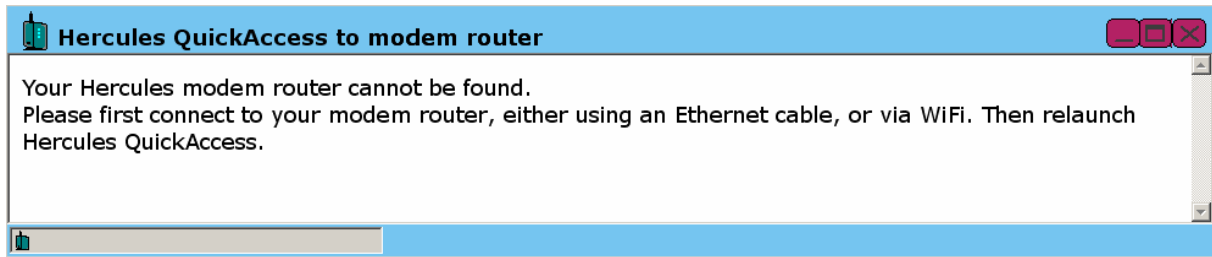 Hercules QuickAccess to modem router
Your Hercules modem router cannot be found.
Please first connect to your modem router, either using an Ethernet cable, or via WiFi. Then relaunch
Hercules QuickAccess.